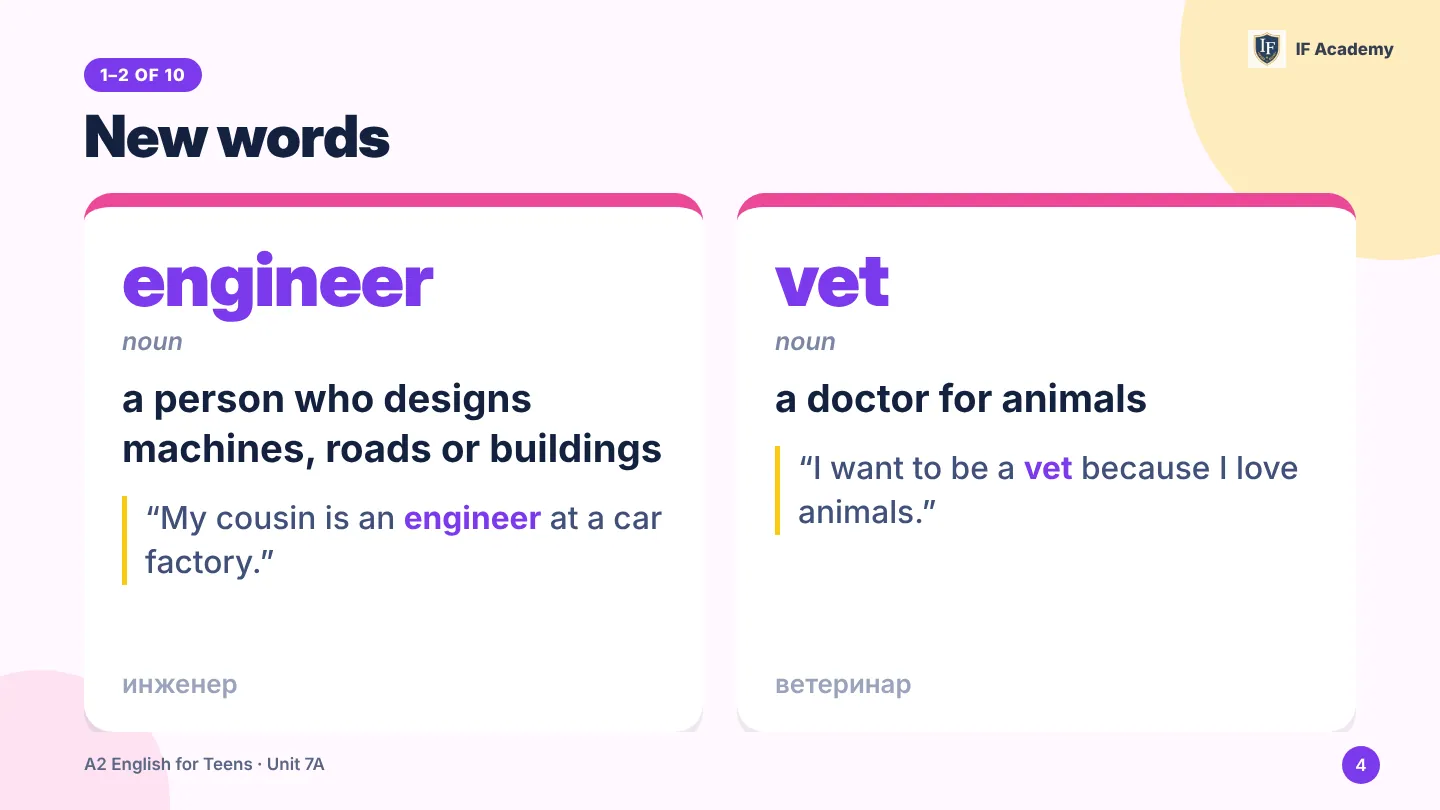 IF
IF Academy
1–2 OF 10
New words
engineer
noun
a person who designs
machines, roads or buildings
“My cousin is an engineer at a car
factory.”
инженер
vet
noun
a doctor for animals
“I want to be a vet because I love
animals.”
ветеринар
A2 English for Teens · Unit 7A
4